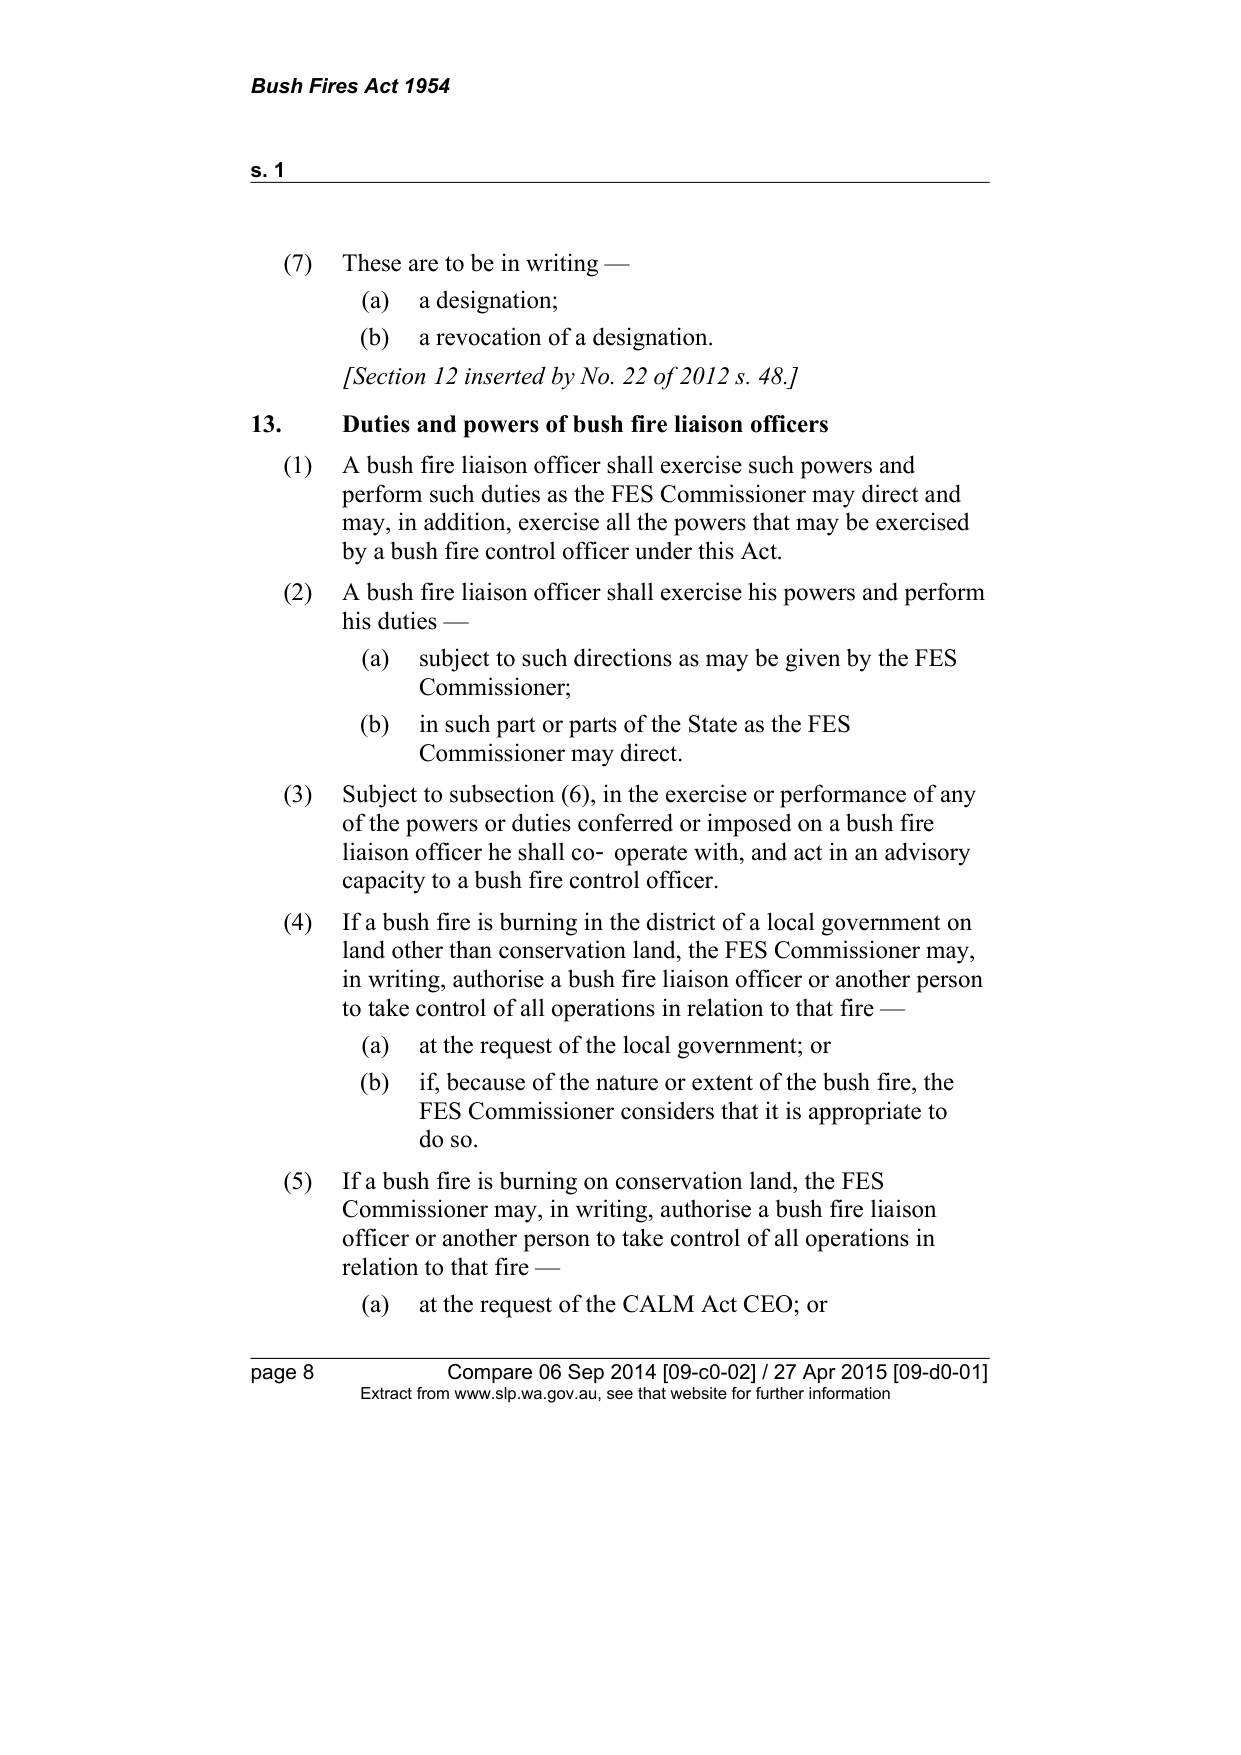 Bush Fires Act 1954
s. 1
(7) These are to be in writing —
(a) a designation;
(b) a revocation of a designation.
[Section 12 inserted by No. 22 of 2012 s. 48.]
13. Duties and powers of bush fire liaison officers
(1) A bush fire liaison officer shall exercise such powers and
perform such duties as the FES Commissioner may direct and
may, in addition, exercise all the powers that may be exercised
by a bush fire control officer under this Act.
(2) A bush fire liaison officer shall exercise his powers and perform
his duties —
(a) subject to such directions as may be given by the FES
Commissioner;
(b) in such part or parts of the State as the FES
Commissioner may direct.
(3) Subject to subsection (6), in the exercise or performance of any
of the powers or duties conferred or imposed on a bush fire
liaison officer he shall co- operate with, and act in an advisory
capacity to a bush fire control officer.
(4) If a bush fire is burning in the district of a local government on
land other than conservation land, the FES Commissioner may,
in writing, authorise a bush fire liaison officer or another person
to take control of all operations in relation to that fire —
(a) at the request of the local government; or
(b) if, because of the nature or extent of the bush fire, the
FES Commissioner considers that it is appropriate to
do so.
(5) If a bush fire is burning on conservation land, the FES
Commissioner may, in writing, authorise a bush fire liaison
officer or another person to take control of all operations in
relation to that fire —
(a) at the request of the CALM Act CEO; or
page 8 Compare 06 Sep 2014 [09-c0-02] / 27 Apr 2015 [09-d0-01]
Extract from www.slp.wa.gov.au, see that website for further information